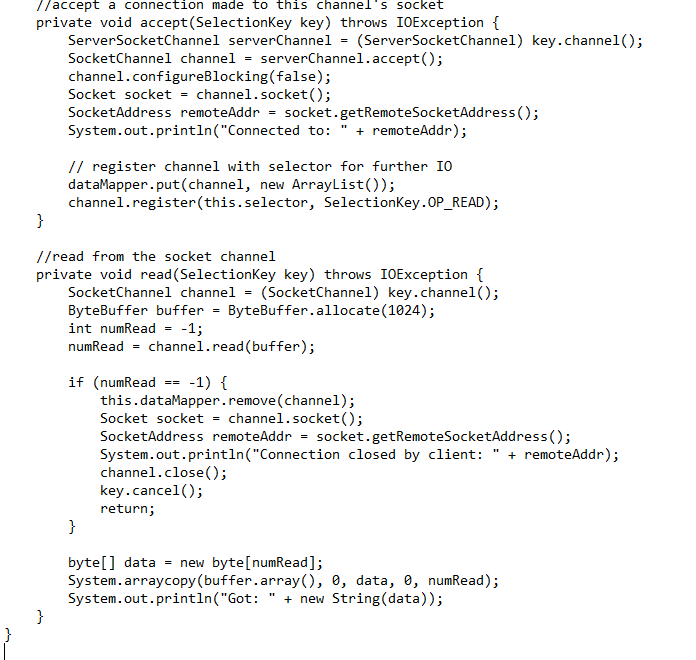 //accept a connection made to this channel's socket
private void accept(SelectionKey key) throws IOException {
ServerSocketChannel serverChannel = (ServerSocketChannel) key.channel();
SocketChannel channel = serverChannel.accept();
channel.configureBlocking(false);
Socket socket = channel.socket();
SocketAddress remoteAddr = socket.getRemoteSocketAddress();
System.out.println("Connected to: " + remoteAddr);
// register channel with selector for further IO
dataMapper.put(channel, new ArrayList());
channel.register(this.selector, SelectionKey.OP_READ);
}
//read from the socket channel
private void read(SelectionKey key) throws IOException {
SocketChannel channel = (SocketChannel) key.channel();
ByteBuffer buffer = ByteBuffer.allocate(1024);
int numRead = -1;
numRead = channel.read(buffer);
if (numRead == -1) {
this.dataMapper.remove(channel);
Socket socket = channel.socket();
SocketAddress remoteAddr = socket.getRemoteSocketAddress();
System.out.println("Connection closed by client: " + remoteAddr);
channel.close();
key.cancel();
return;
}
byte[] data = new byte[numRead];
System.arraycopy(buffer.array(), 0, data, 0, numRead);
System.out.println("Got: " + new String(data));
}
}